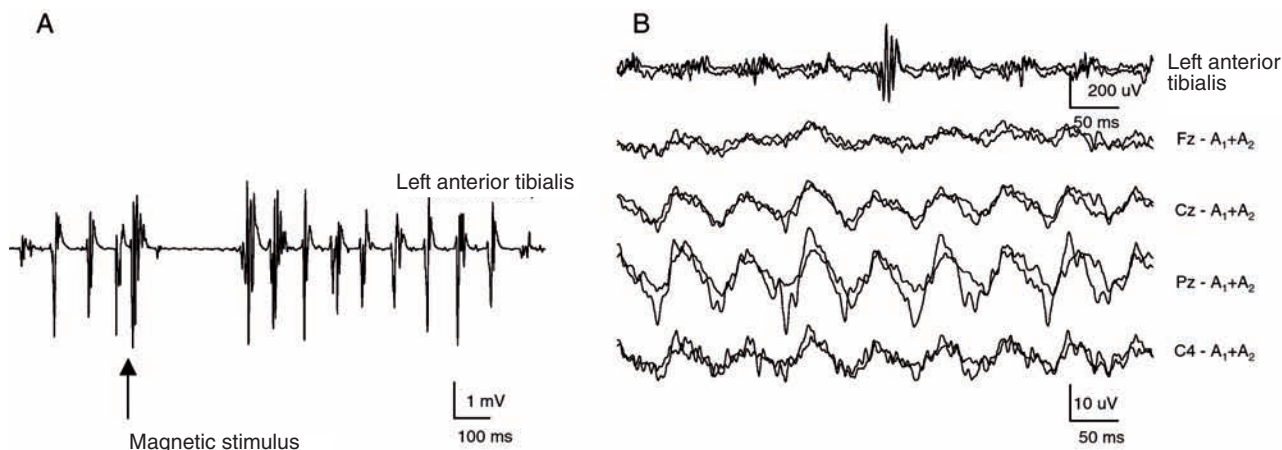 A
Left anterior tibialis
1 mV
100 ms
Magnetic stimulus
B
Left anterior
tibialis
200 uV
50 ms
Fz - A₁+A₂
Cz - A₁+A₂
Pz - A₁+A₂
C4 - A₁+A₂
10 uV
50 ms